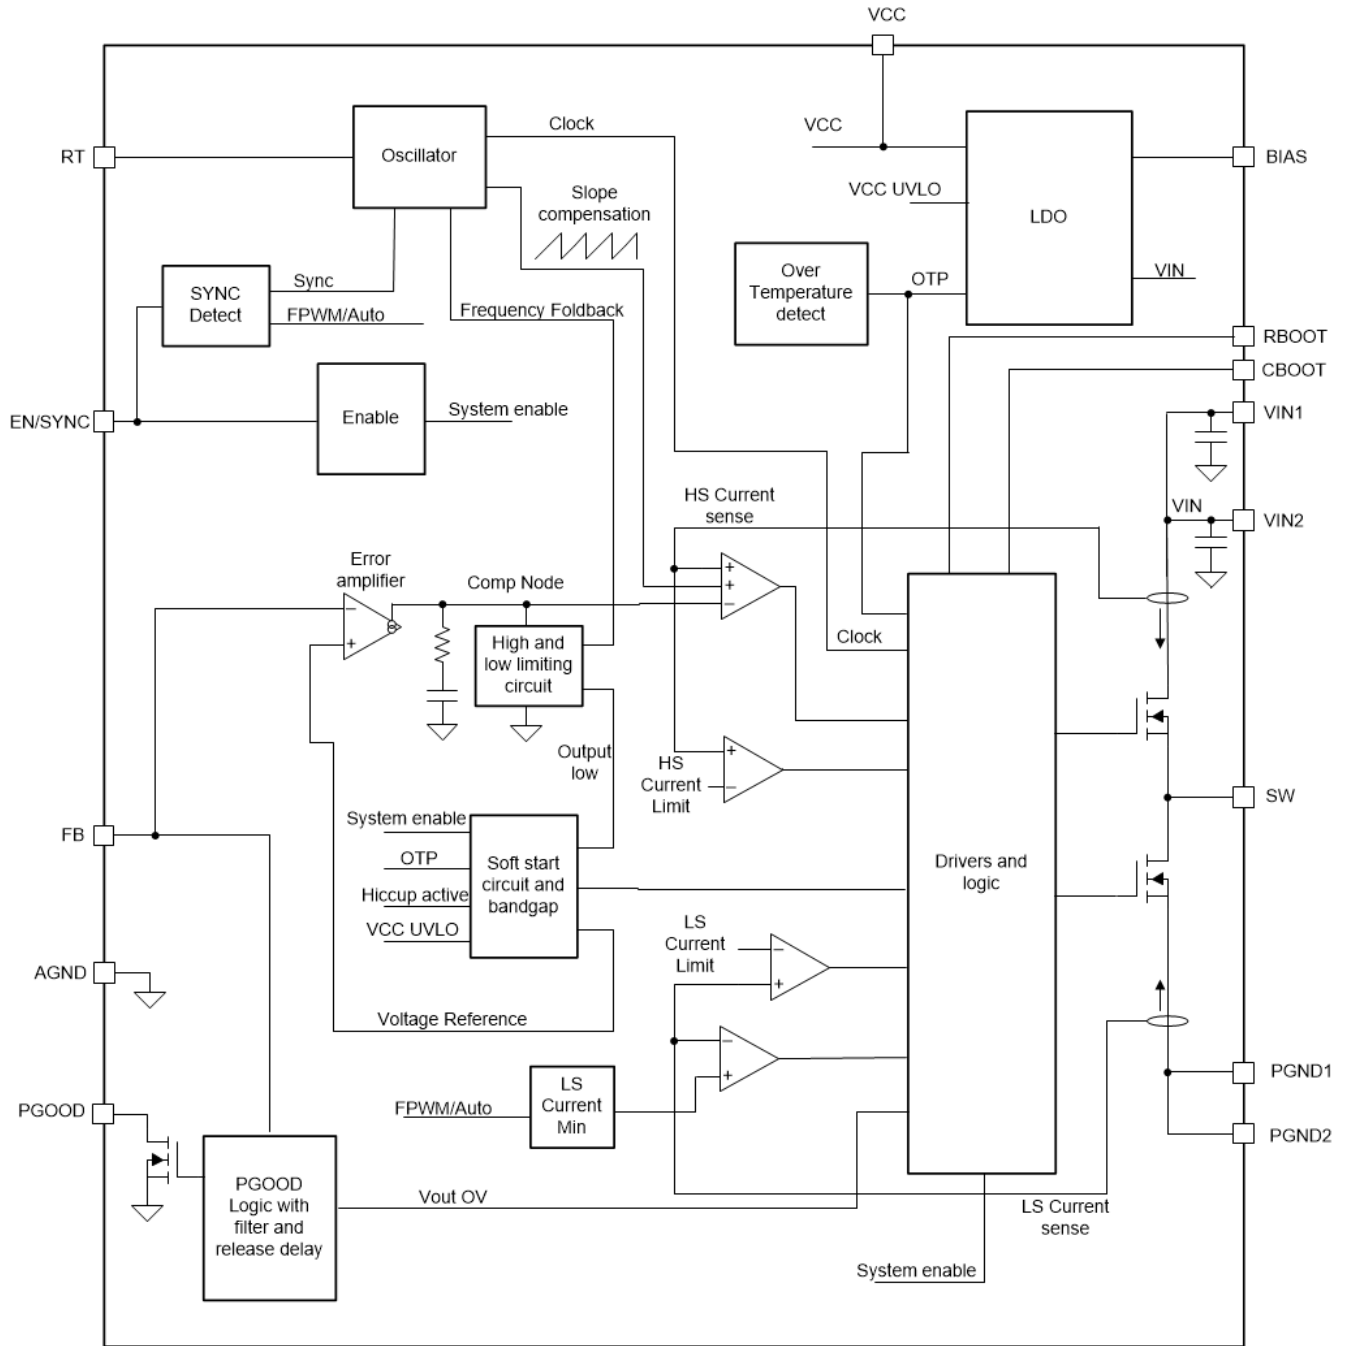 VCC
Clock
VCC
RT
Oscillator
BIAS
Slope
compensation
VCC UVLO
LDO
Over
Temperature
detect
OTP
VIN
SYNC
Detect
Sync
FPWM/Auto
Frequency Foldback
RBOOT
CBOOT
EN/SYNC
Enable
System enable
VIN1
HS Current
sense
VIN
VIN2
Error
amplifier
Comp Node
+
+
−
−
+
High and
low limiting
circuit
Clock
Output
low
HS
Current
Limit
+
−
SW
FB
System enable
OTP
Hiccup active
VCC UVLO
Soft start
circuit and
bandgap
Drivers and
logic
LS
Current
Limit
−
+
AGND
Voltage Reference
−
+
PGND1
PGOOD
FPWM/Auto
LS
Current
Min
PGND2
PGOOD
Logic with
filter and
release delay
Vout OV
LS Current
sense
System enable